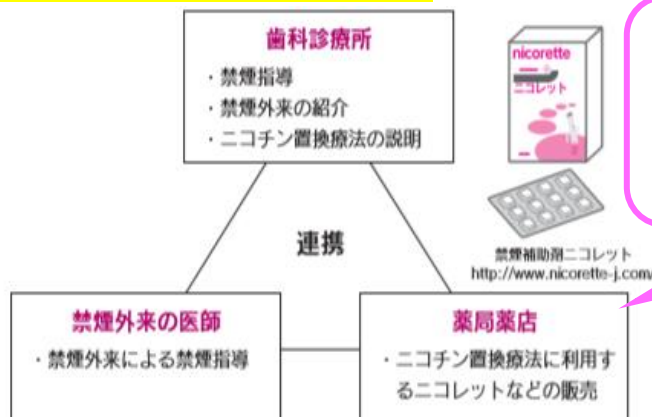 歯科診療所
・禁煙指導
・禁煙外来の紹介
・ニコチン置換療法の説明
nicorette
ニコレット
連携
禁煙補助剤ニコレット
http://www.nicorette-j.com/
禁煙外来の医師
・禁煙外来による禁煙指導
薬局薬店
・ニコチン置換療法に利用す
るニコレットなどの販売